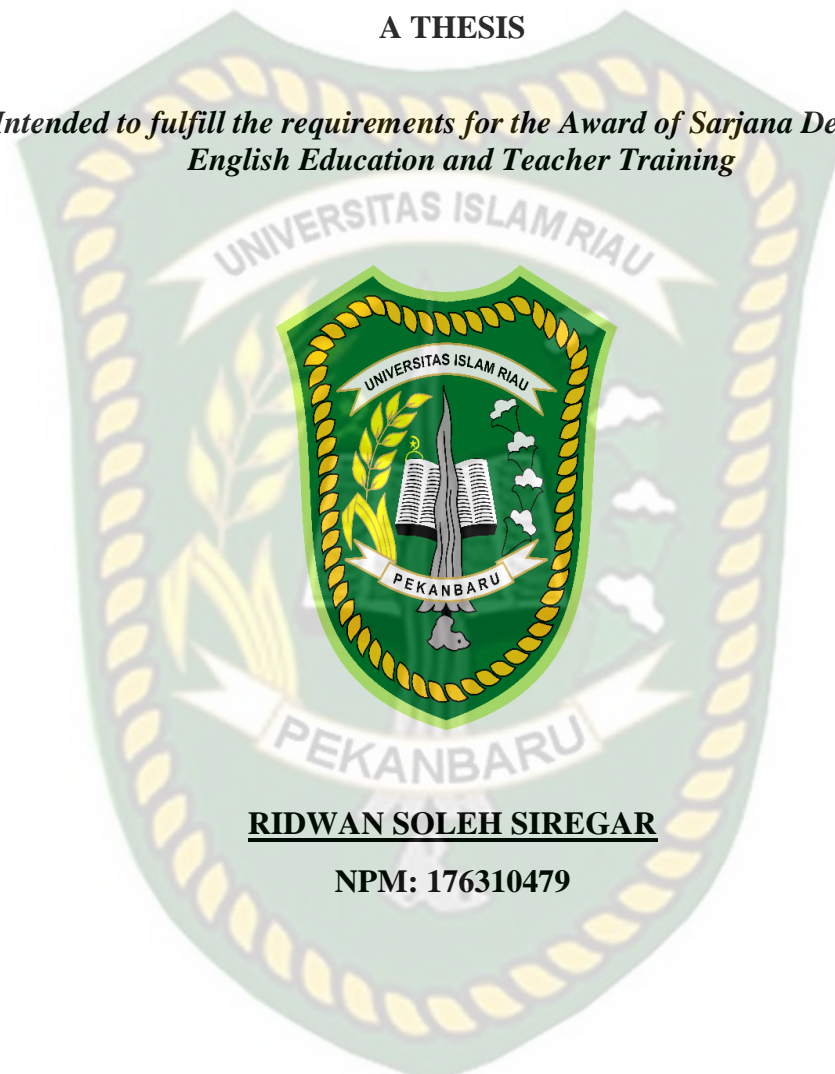 A THESIS
Intended to fulfill the requirements for the Award of Sarjana De
English Education and Teacher Training
UNIVERSITAS ISLAM RIAU
UNIVERSITAS ISLAM RIAU
PEKANBARU
PEKANBARU
RIDWAN SOLEH SIREGAR
NPM: 176310479